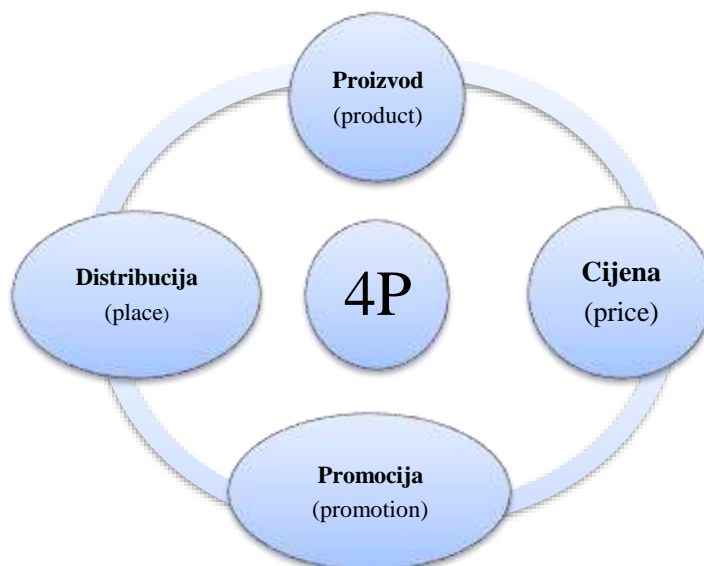 Proizvod
(product)
Distribucija
(place)
4P
Cijena
(price)
Promocija
(promotion)